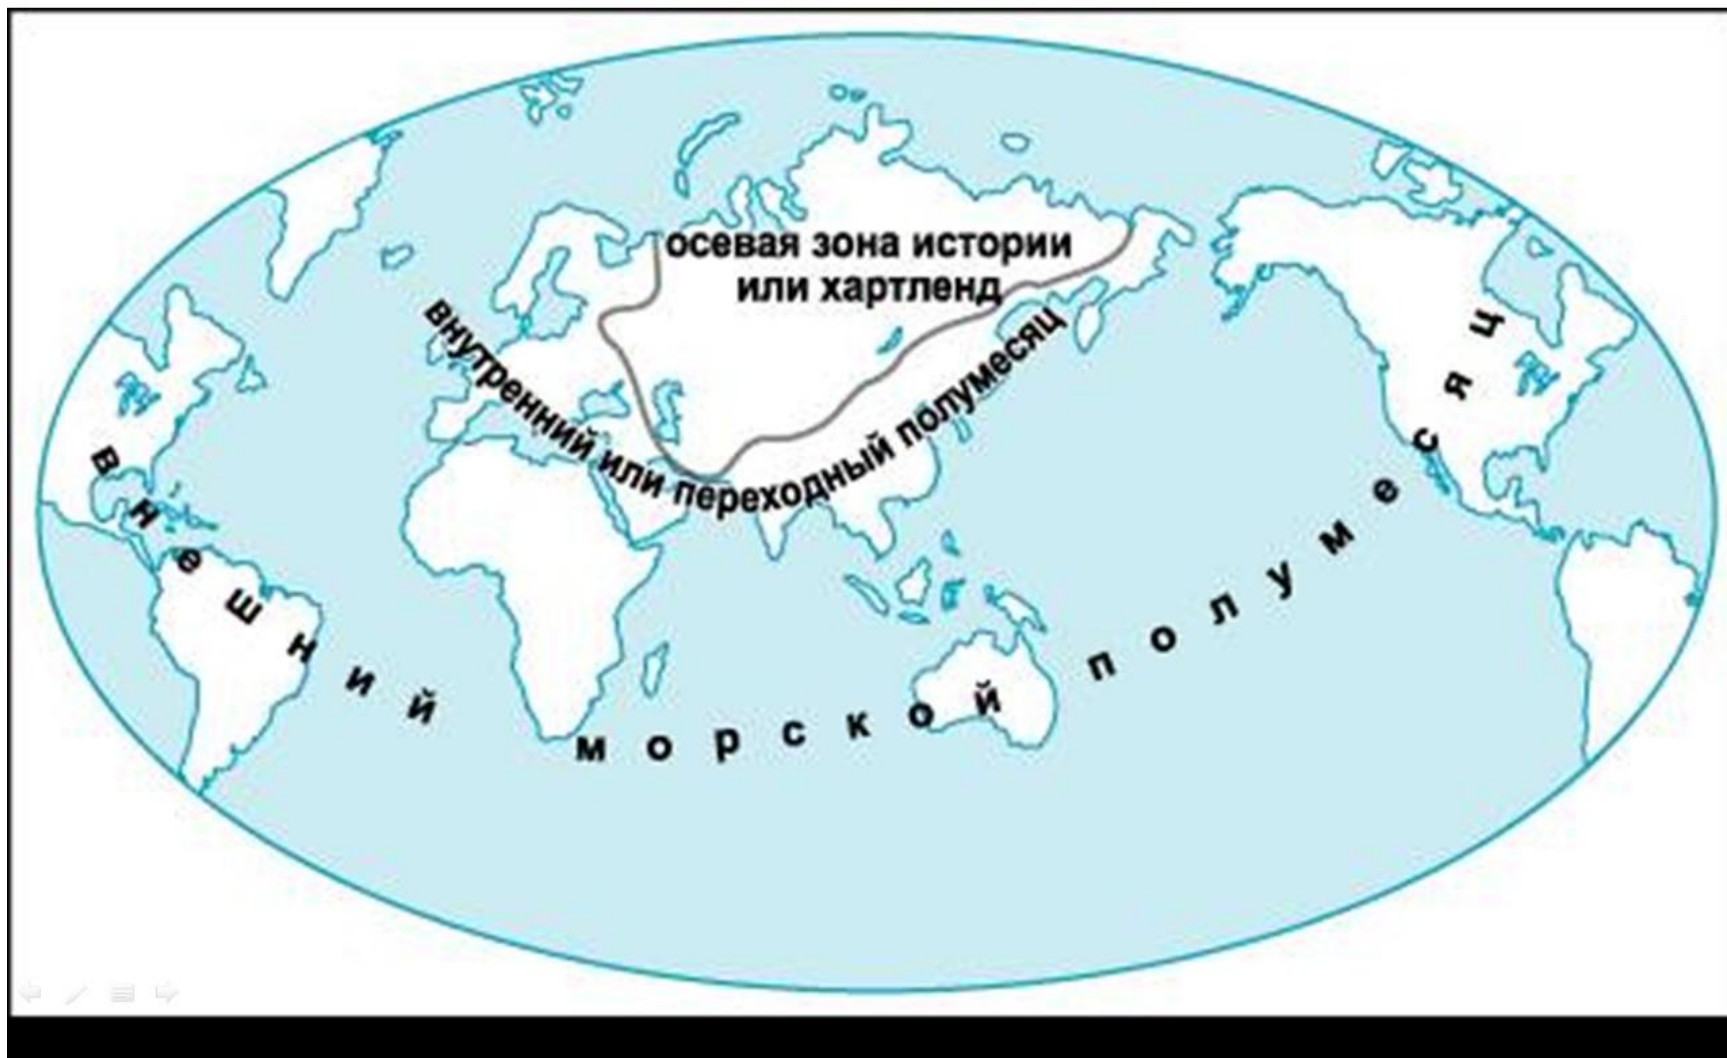 осевая зона истории
или хартленд
внутренний или переходный полумесяц
внешний морской полумесяц